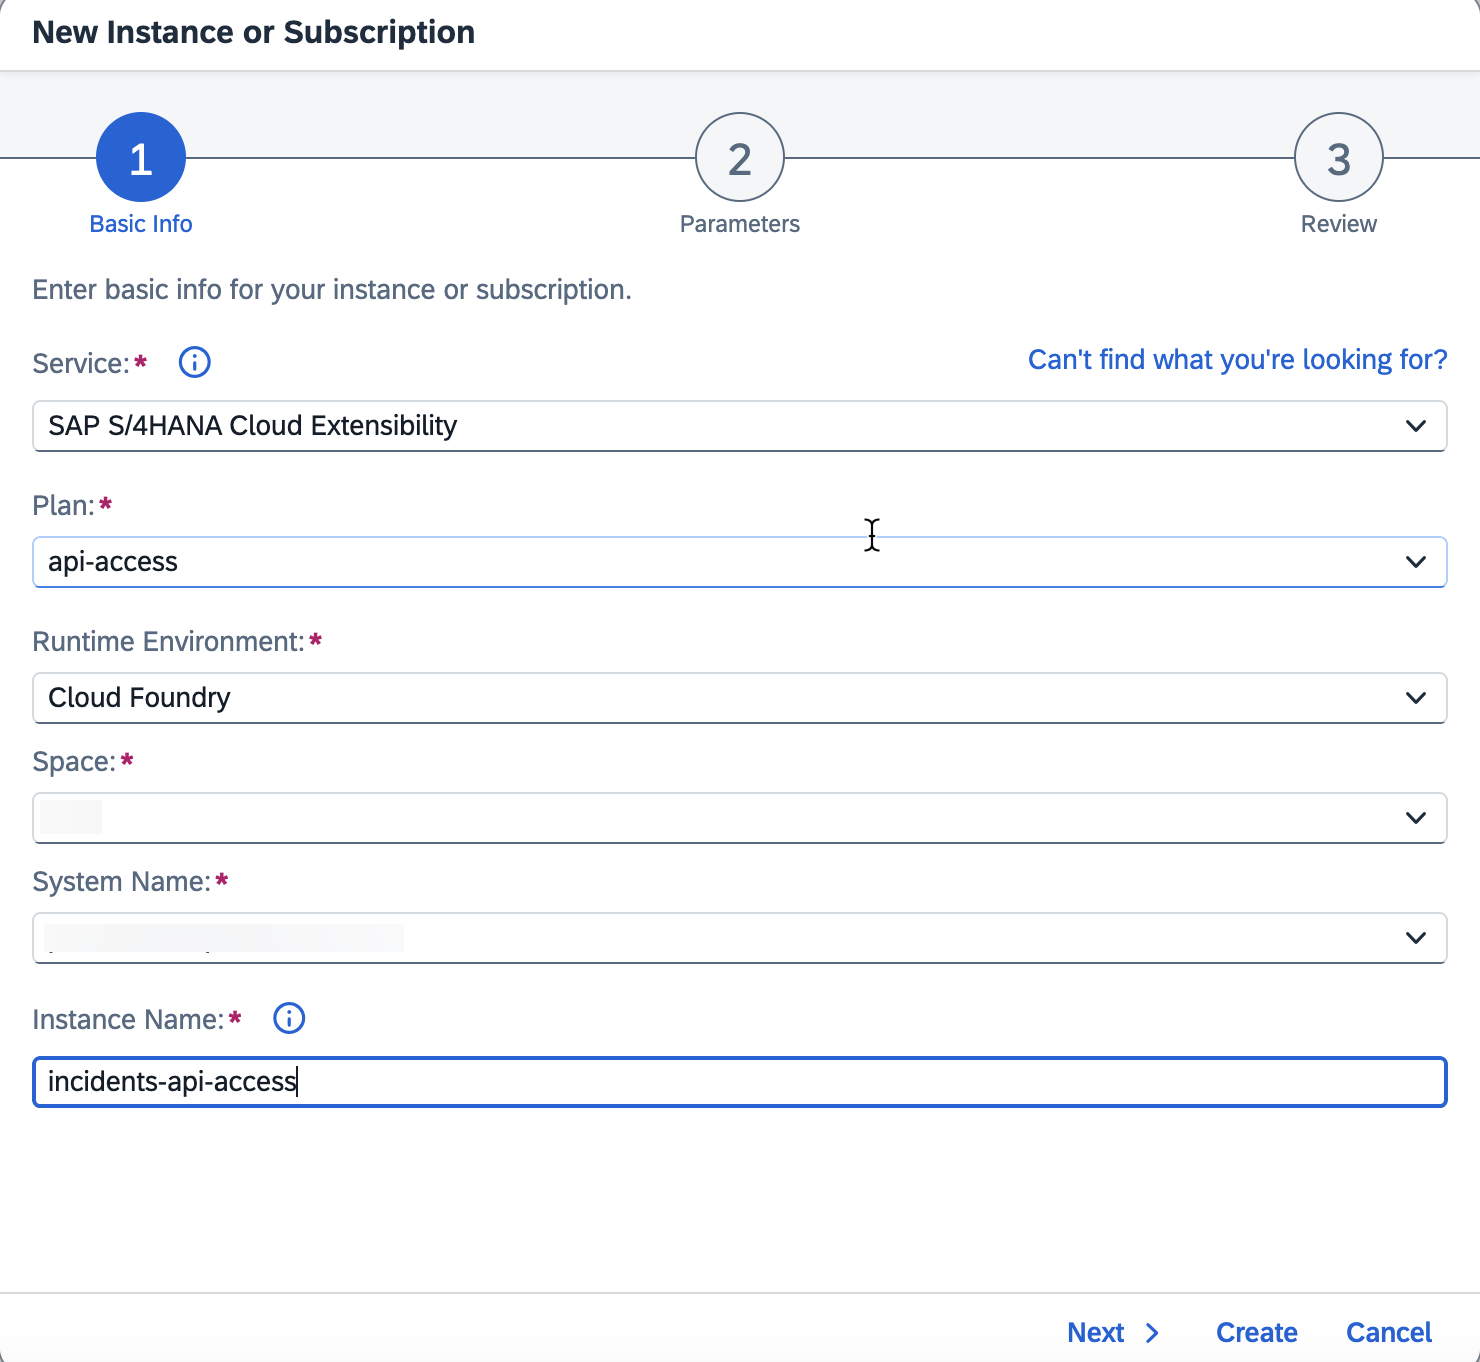 New Instance or Subscription
1
2
3
Basic Info
Parameters
Review
Enter basic info for your instance or subscription.
Service:*
Can't find what you're looking for?
SAP S/4HANA Cloud Extensibility
Plan:*
api-access
Runtime Environment:*
Cloud Foundry
Space:*
System Name:*
Instance Name:*
incidents-api-access
Next
Create
Cancel